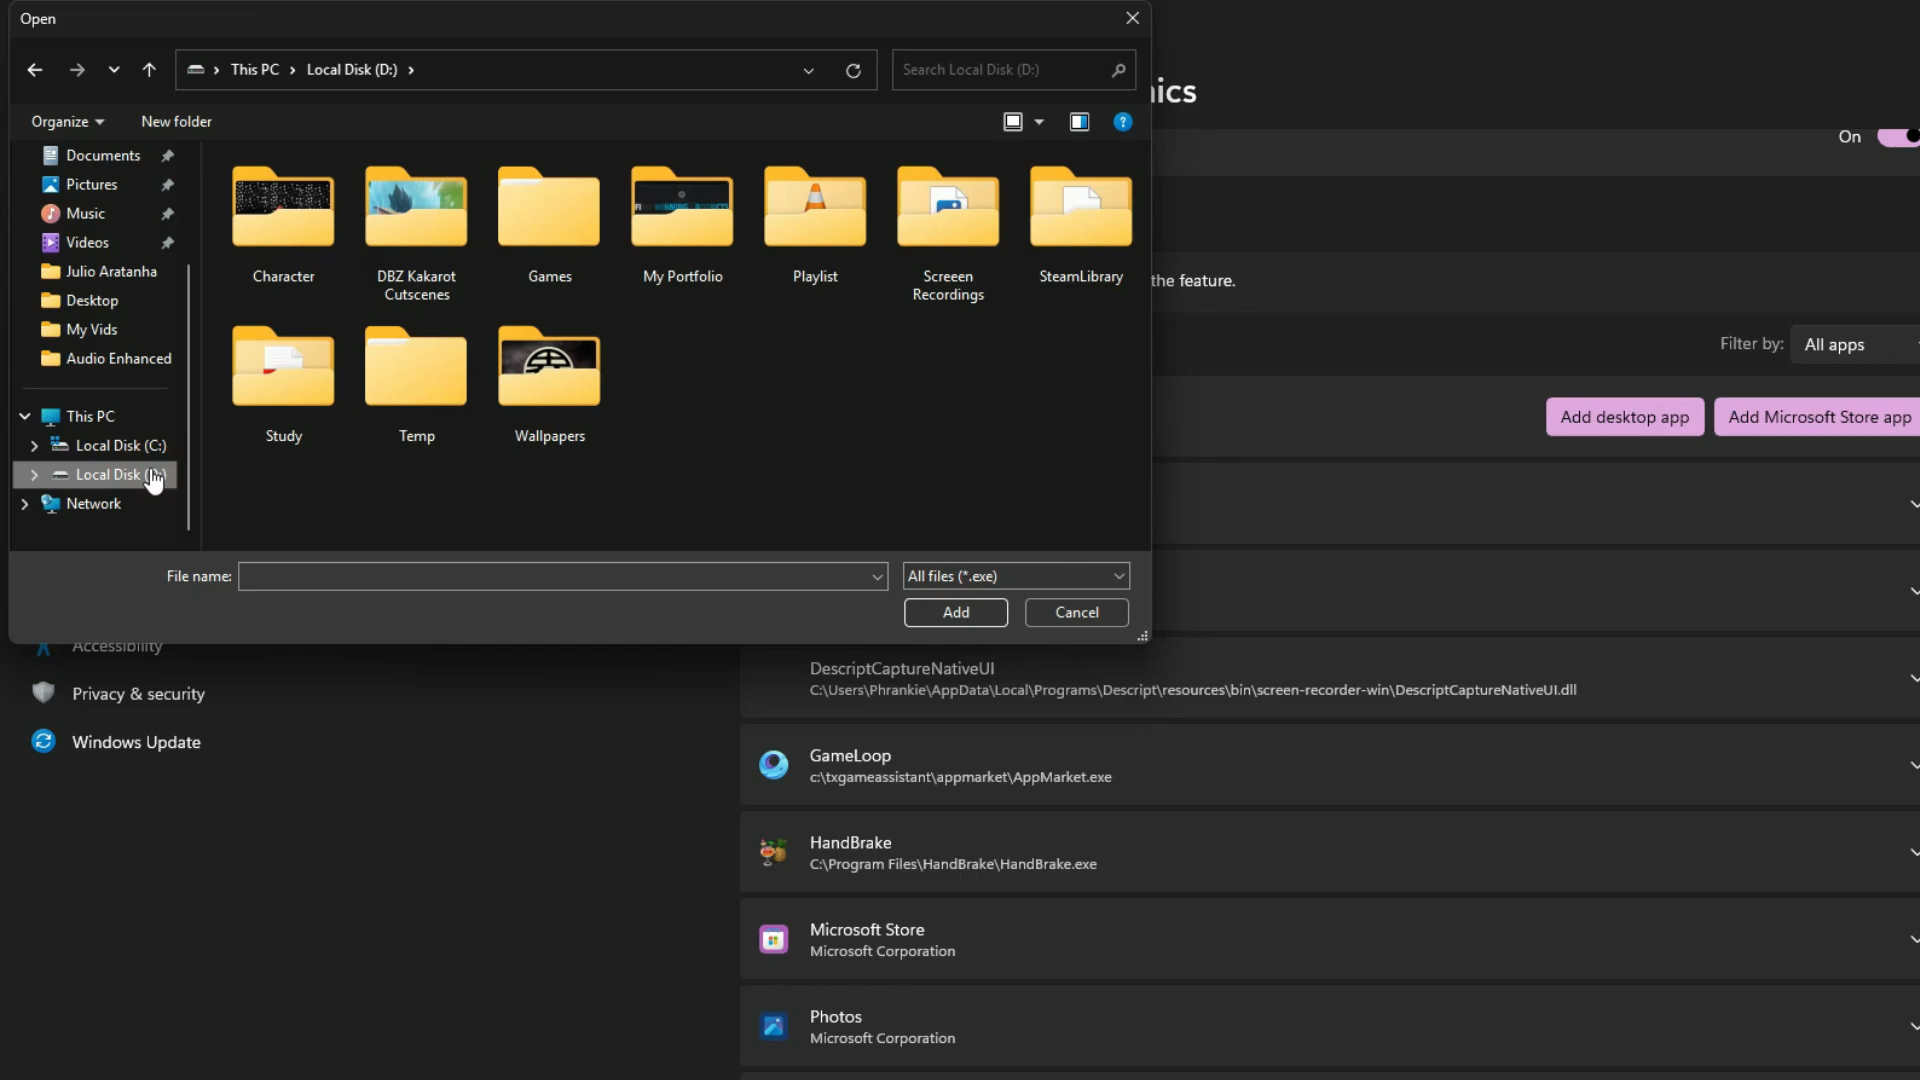 Open
This PC > Local Disk (D:) >
Search Local Disk (D:)
Organize
New folder
Documents
Pictures
Music
Videos
Julio Aratanha
Desktop
My Vids
Audio Enhanced
This PC
Local Disk (C:)
Local Disk
Network
Character
DBZ Kakarot
Cutscenes
Games
My Portfolio
Playlist
Screeen
Recordings
SteamLibrary
Study
Temp
Wallpapers
File name:
All files (*.exe)
Add
Cancel
ics
On
the feature.
Filter by:
All apps
Add desktop app
Add Microsoft Store app
Accessibility
Privacy & security
Windows Update
DescriptCaptureNativeUI
C:\Users\Phrankie\AppData\Local\Programs\Descript\resources\bin\screen-recorder-win\DescriptCaptureNativeUI.dll
GameLoop
c:\txgameassistant\appmarket\AppMarket.exe
HandBrake
C:\Program Files\HandBrake\HandBrake.exe
Microsoft Store
Microsoft Corporation
Photos
Microsoft Corporation